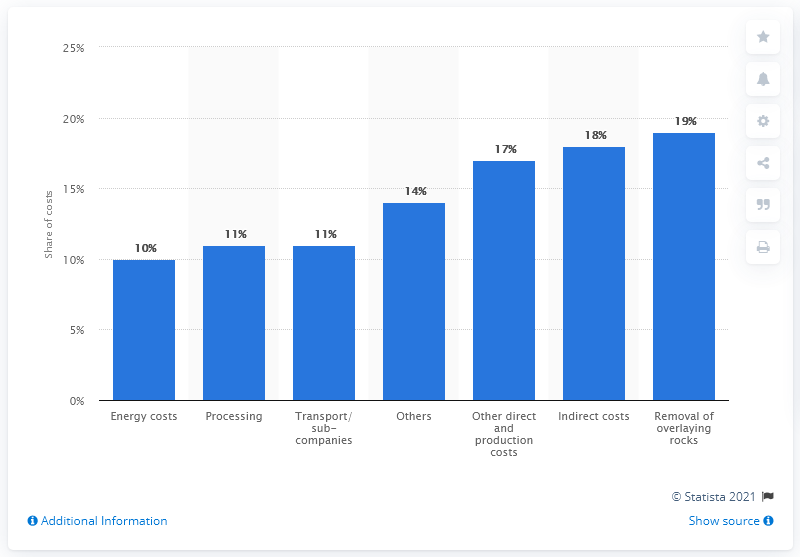 25%
20%
15%
10%
5%
0%
Share of costs
10%
11%
11%
14%
17%
18%
19%
Energy costs
Processing
Transport/
sub-
companies
Others
Other direct
and
production
costs
Indirect costs
Removal of
overlaying
rocks
© Statista 2021
Additional Information
Show source